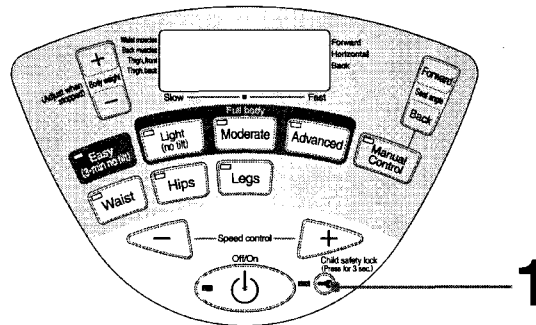 Waist muscles
Back muscles
Thigh, front
Thigh, back
Forward
Horizontal
Back
Slow
Fast
(Adjust when
stopped)
+
Body weight
−
Forward
Seat angle
Back
Full body
Easy
(3-min no tilt)
Light
(no tilt)
Moderate
Advanced
Manual
Control
Waist
Hips
Legs
−
Speed control
+
Off/On
Child safety lock
(Press for 3 sec.)
1